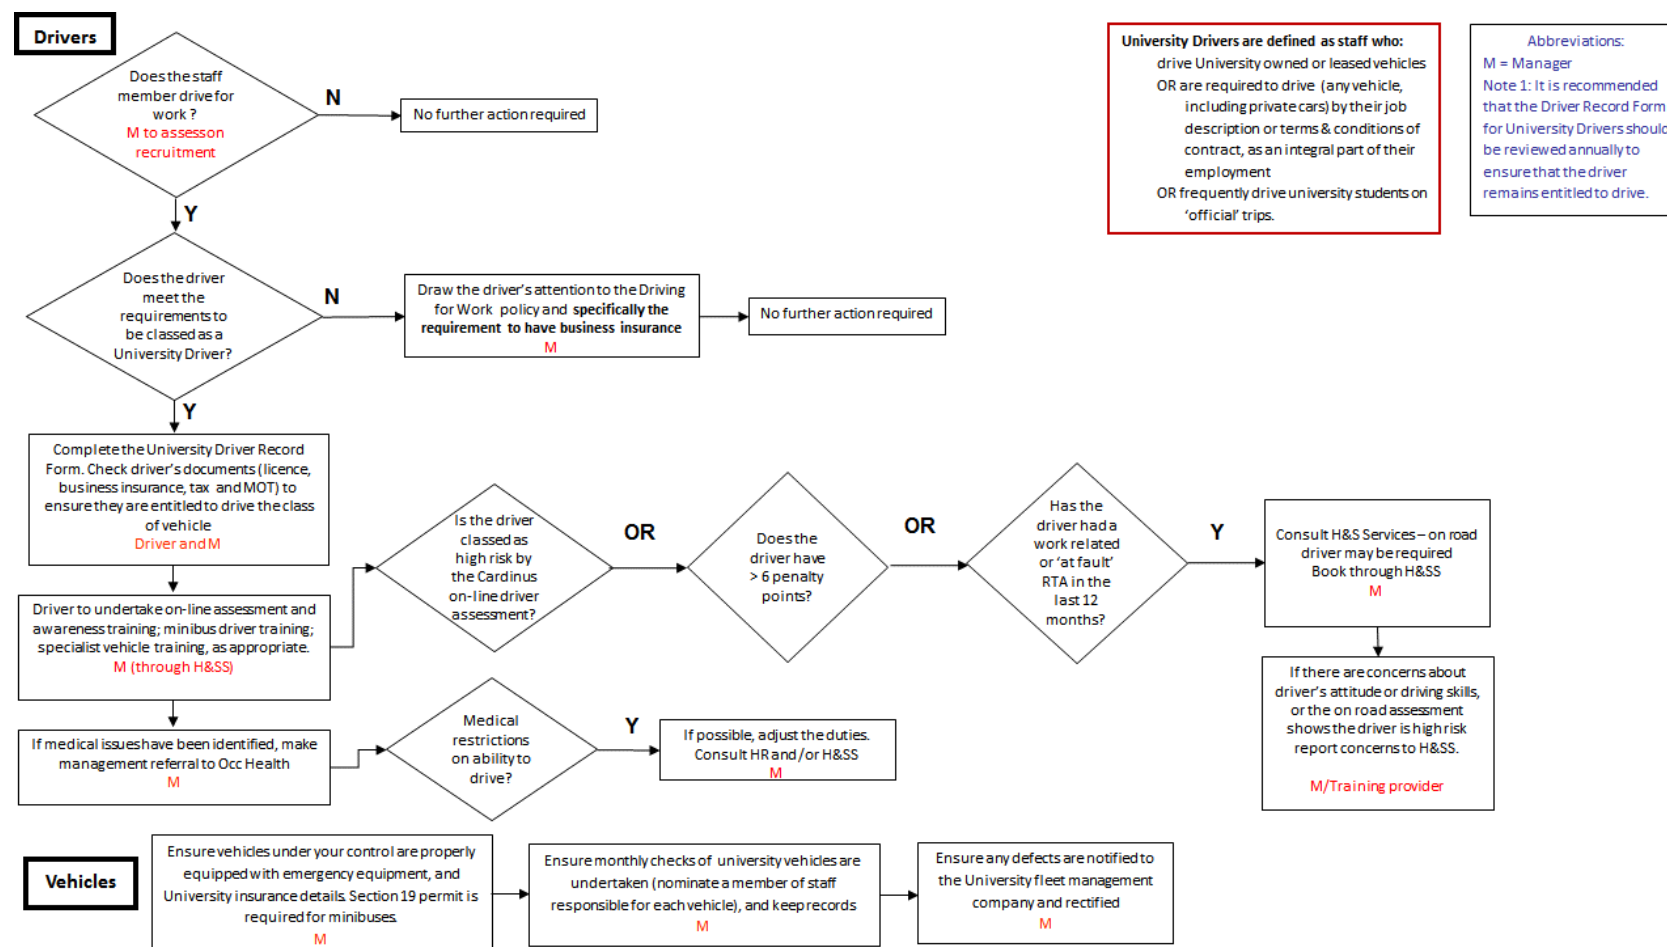 Drivers
Does the staff
member drive for
work ?
M to assesson
recruitment
N
No further action required
Y
University Drivers are defined as staff who:
drive University owned or leased vehicles
OR are required to drive (any vehicle,
including private cars) by their job
description or terms & conditions of
contract, as an integral part of their
employment
OR frequently drive university students on
‘official’ trips.
Abbreviations:
M = Manager
Note 1: It is recommended
that the Driver Record Form
for University Drivers should
be reviewed annually to
ensure that the driver
remains entitled to drive.
Does the driver
meet the
requirements to
be classed as a
University Driver?
N
Draw the driver’s attention to the Driving
for Work policy and specifically the
requirement to have business insurance
M
No further action required
Y
Complete the University Driver Record
Form. Check driver’s documents (licence,
business insurance, tax and MOT) to
ensure they are entitled to drive the class
of vehicle
Driver and M
Driver to undertake on-line assessment and
awareness training; minibus driver training;
specialist vehicle training, as appropriate.
M (through H&SS)
Is the driver
classed as
high risk by
the Cardinus
on-line driver
assessment?
OR
Does the
driver have
> 6 penalty
points?
OR
Has the
driver had a
work related
or ‘at fault’
RTA in the
last 12
months?
Y
Consult H&S Services – on road
driver may be required
Book through H&SS
M
If there are concerns about
driver’s attitude or driving skills,
or the on road assessment
shows the driver is high risk
report concerns to H&SS.
M/Training provider
If medical issues have been identified, make
management referral to Occ Health
M
Medical
restrictions
on ability to
drive?
Y
If possible, adjust the duties.
Consult HR and/or H&SS
M
Vehicles
Ensure vehicles under your control are properly
equipped with emergency equipment, and
University insurance details. Section 19 permit is
required for minibuses.
M
Ensure monthly checks of university vehicles are
undertaken (nominate a member of staff
responsible for each vehicle), and keep records
M
Ensure any defects are notified to
the University fleet management
company and rectified
M